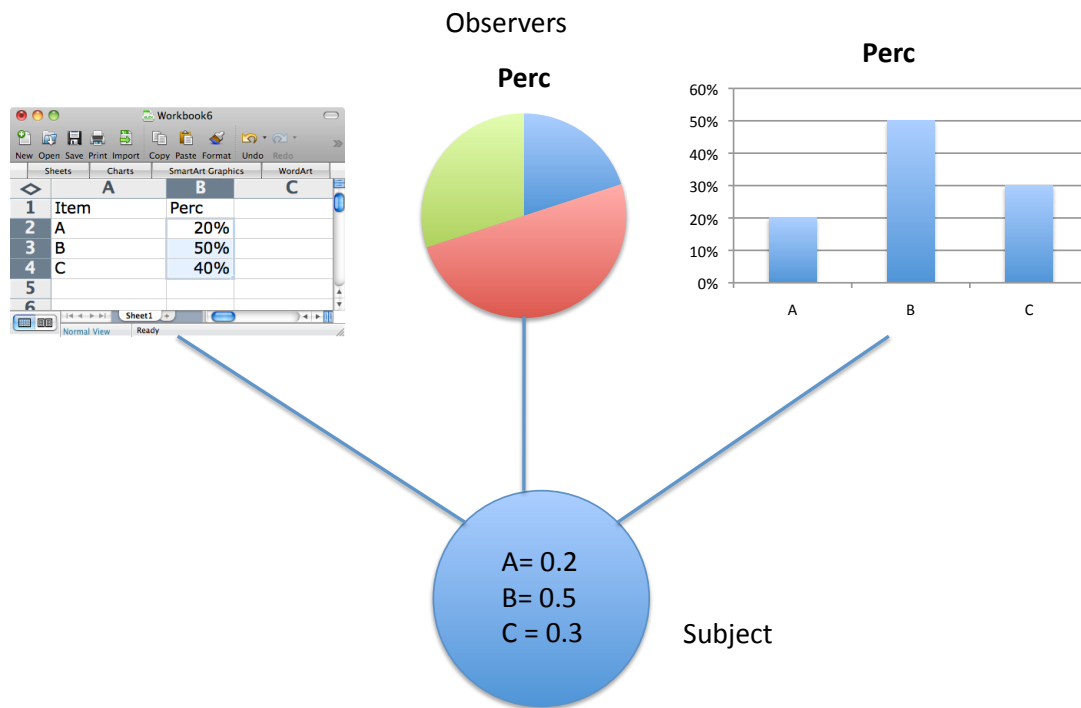 Observers
Perc
Perc
Workbook6
New Open Save Print Import Copy Paste Format Undo Redo
Sheets Charts SmartArt Graphics WordArt
A B C
1 Item Perc
2 A 20%
3 B 50%
4 C 40%
5
6
Sheet1
Normal View Ready
60%
50%
40%
30%
20%
10%
0%
A B C
A= 0.2
B= 0.5
C = 0.3
Subject